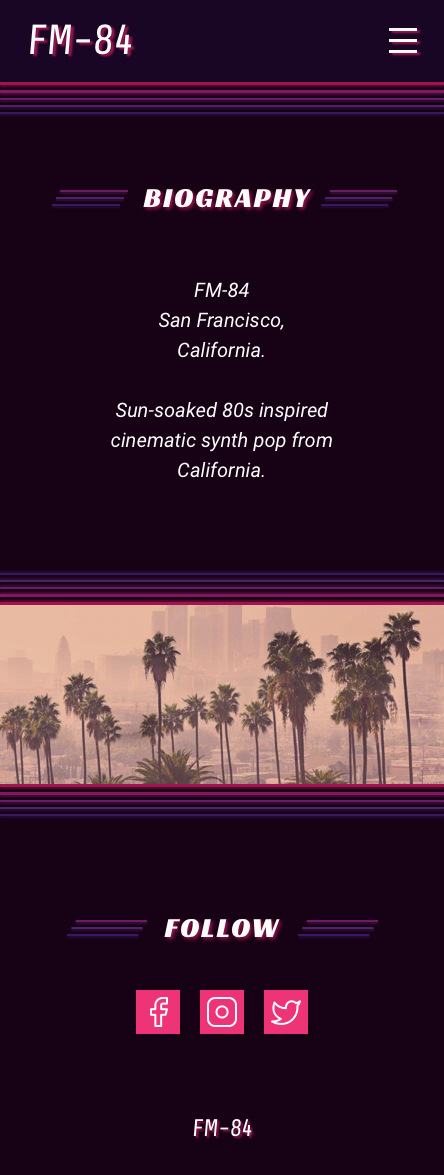 FM-84
BIOGRAPHY
FM-84
San Francisco,
California.
Sun-soaked 80s inspired
cinematic synth pop from
California.
FOLLOW
FM-84